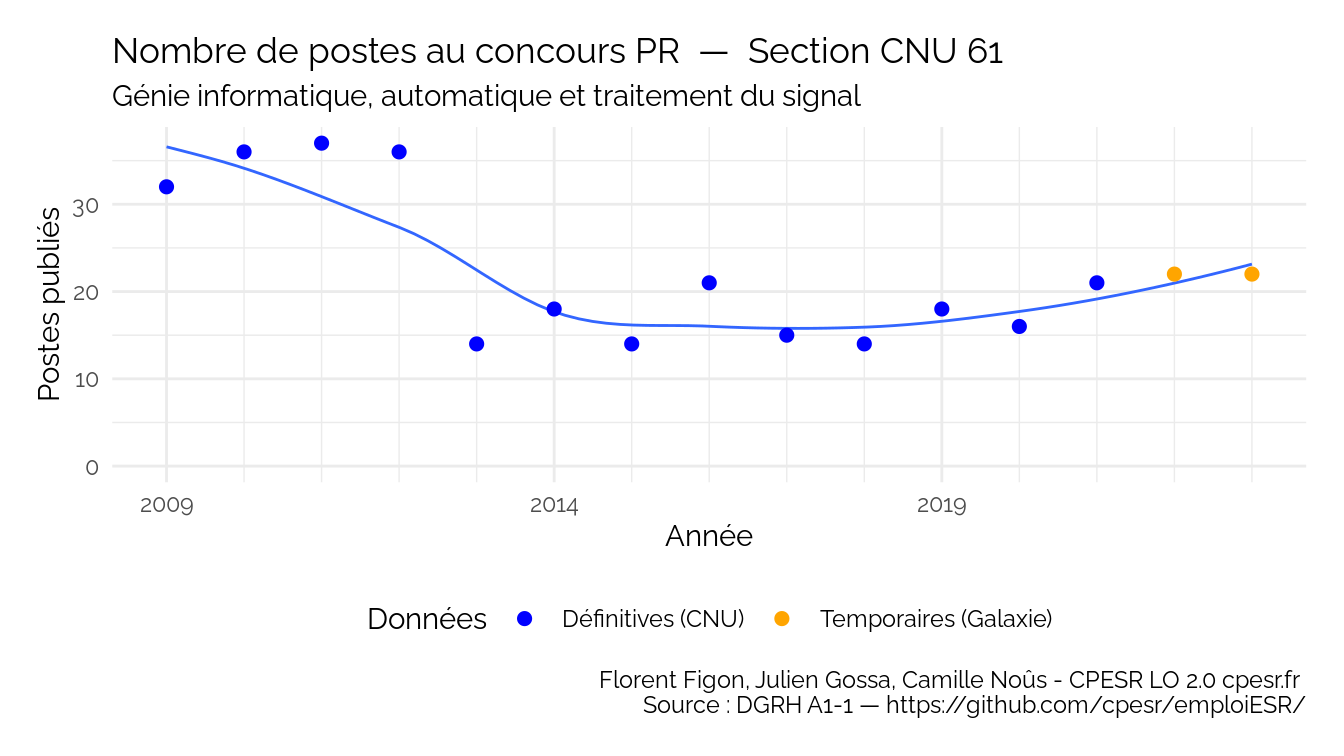 Nombre de postes au concours PR — Section CNU 61
Génie informatique, automatique et traitement du signal
Postes publiés
30
20
10
0
2009 2014 2019
Année
Données Définitives (CNU) Temporaires (Galaxie)
Florent Figon, Julien Gossa, Camille Noûs - CPESR LO 2.0 cpesr.fr
Source : DGRH A1-1 — https://github.com/cpesr/emploiESR/